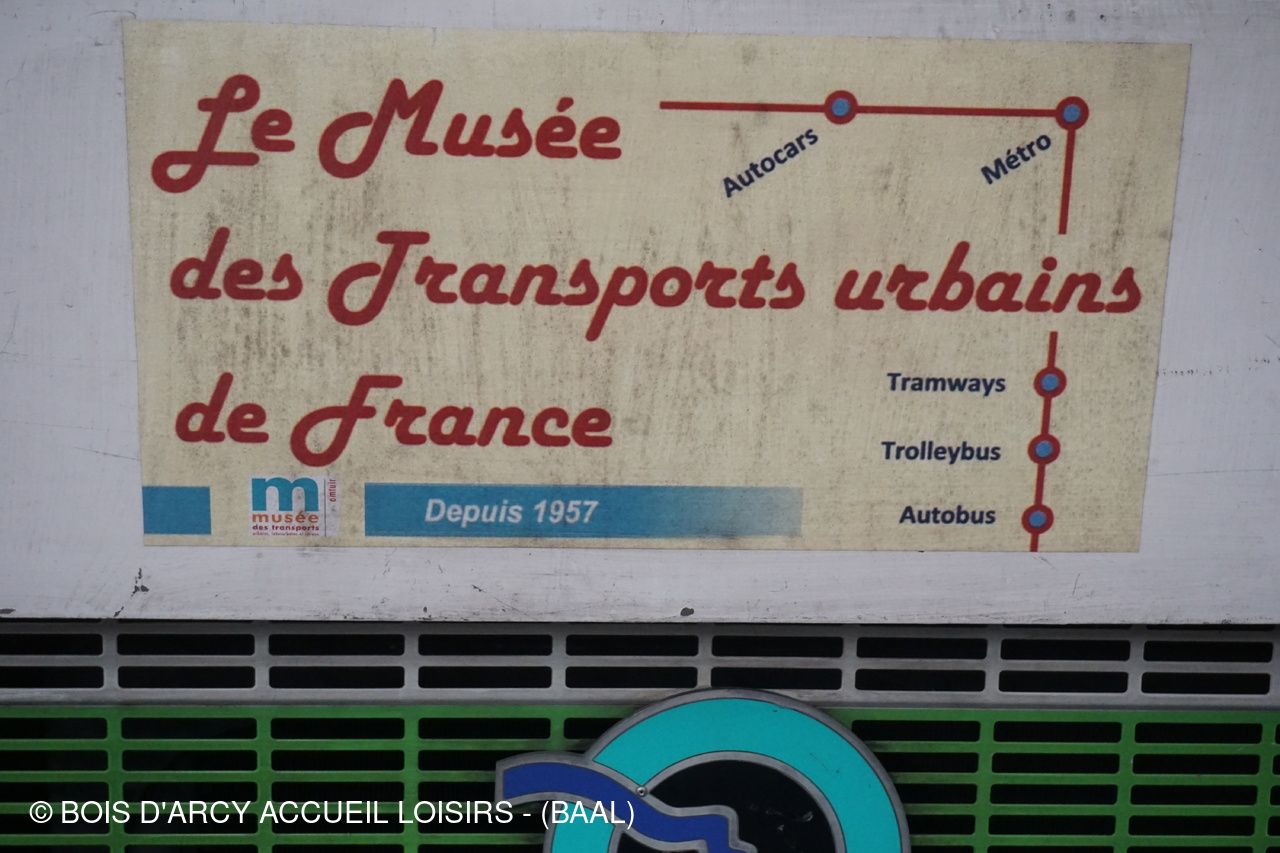 Le Musée
Autocars
Métro
des Transports urbains
de France
Tramways
Trolleybus
Autobus
m
musée
des transports
amtuir
Depuis 1957
© BOIS D'ARCY ACCUEIL LOISIRS - (BAAL)